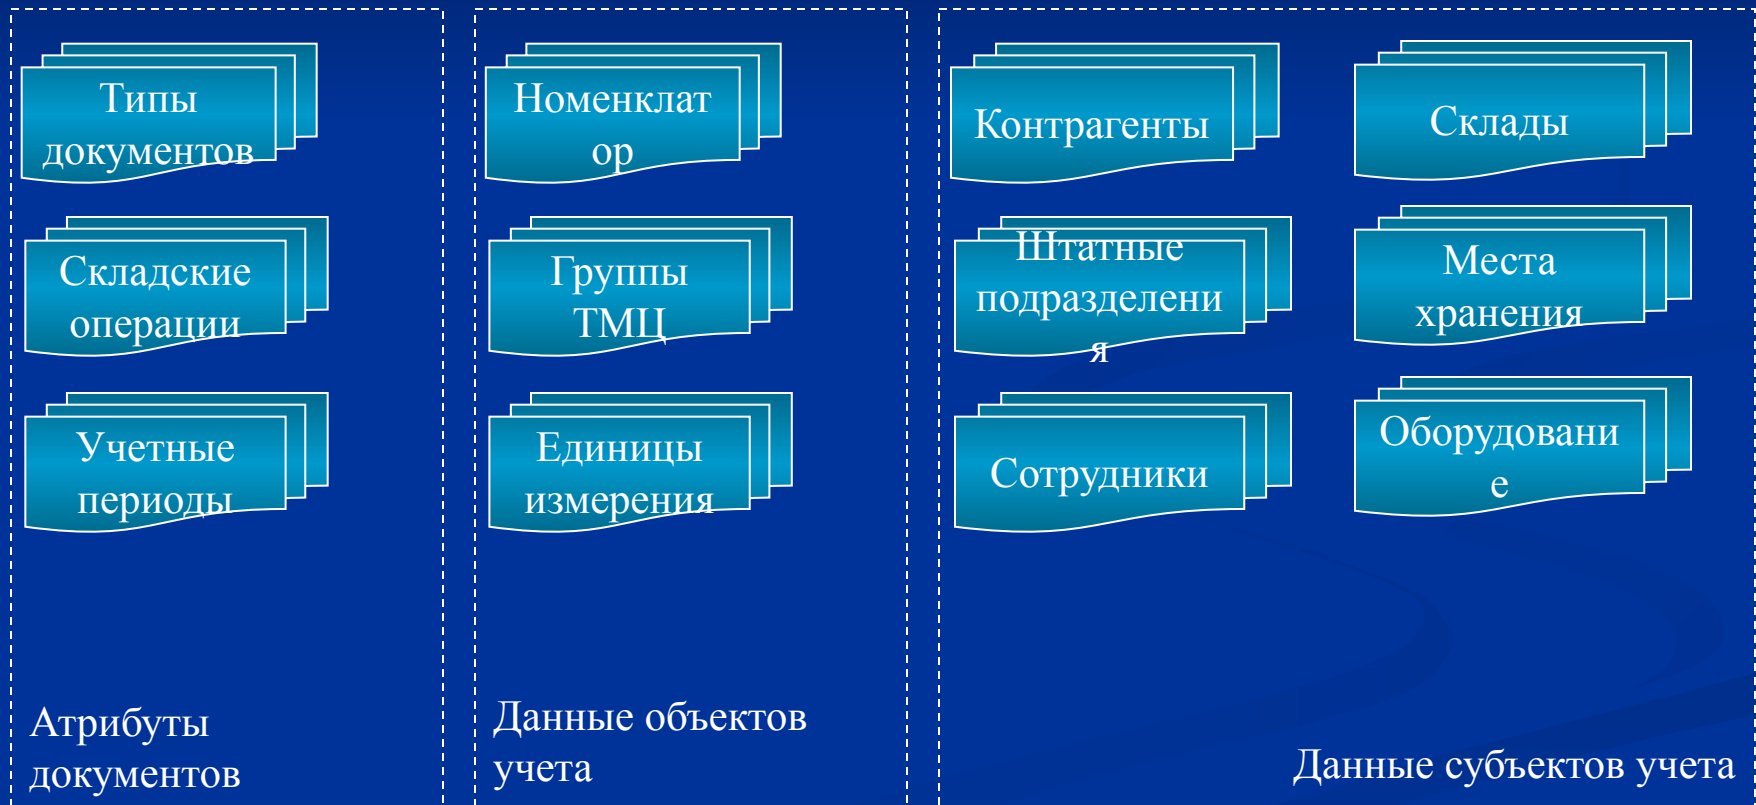 Типы
документов
Складские
операции
Учетные
периоды
Атрибуты
документов
Номенклат
ор
Группы
ТМЦ
Единицы
измерения
Данные объектов
учета
Контрагенты
Штатные
подразделени
я
Сотрудники
Склады
Места
хранения
Оборудовани
е
Данные субъектов учета